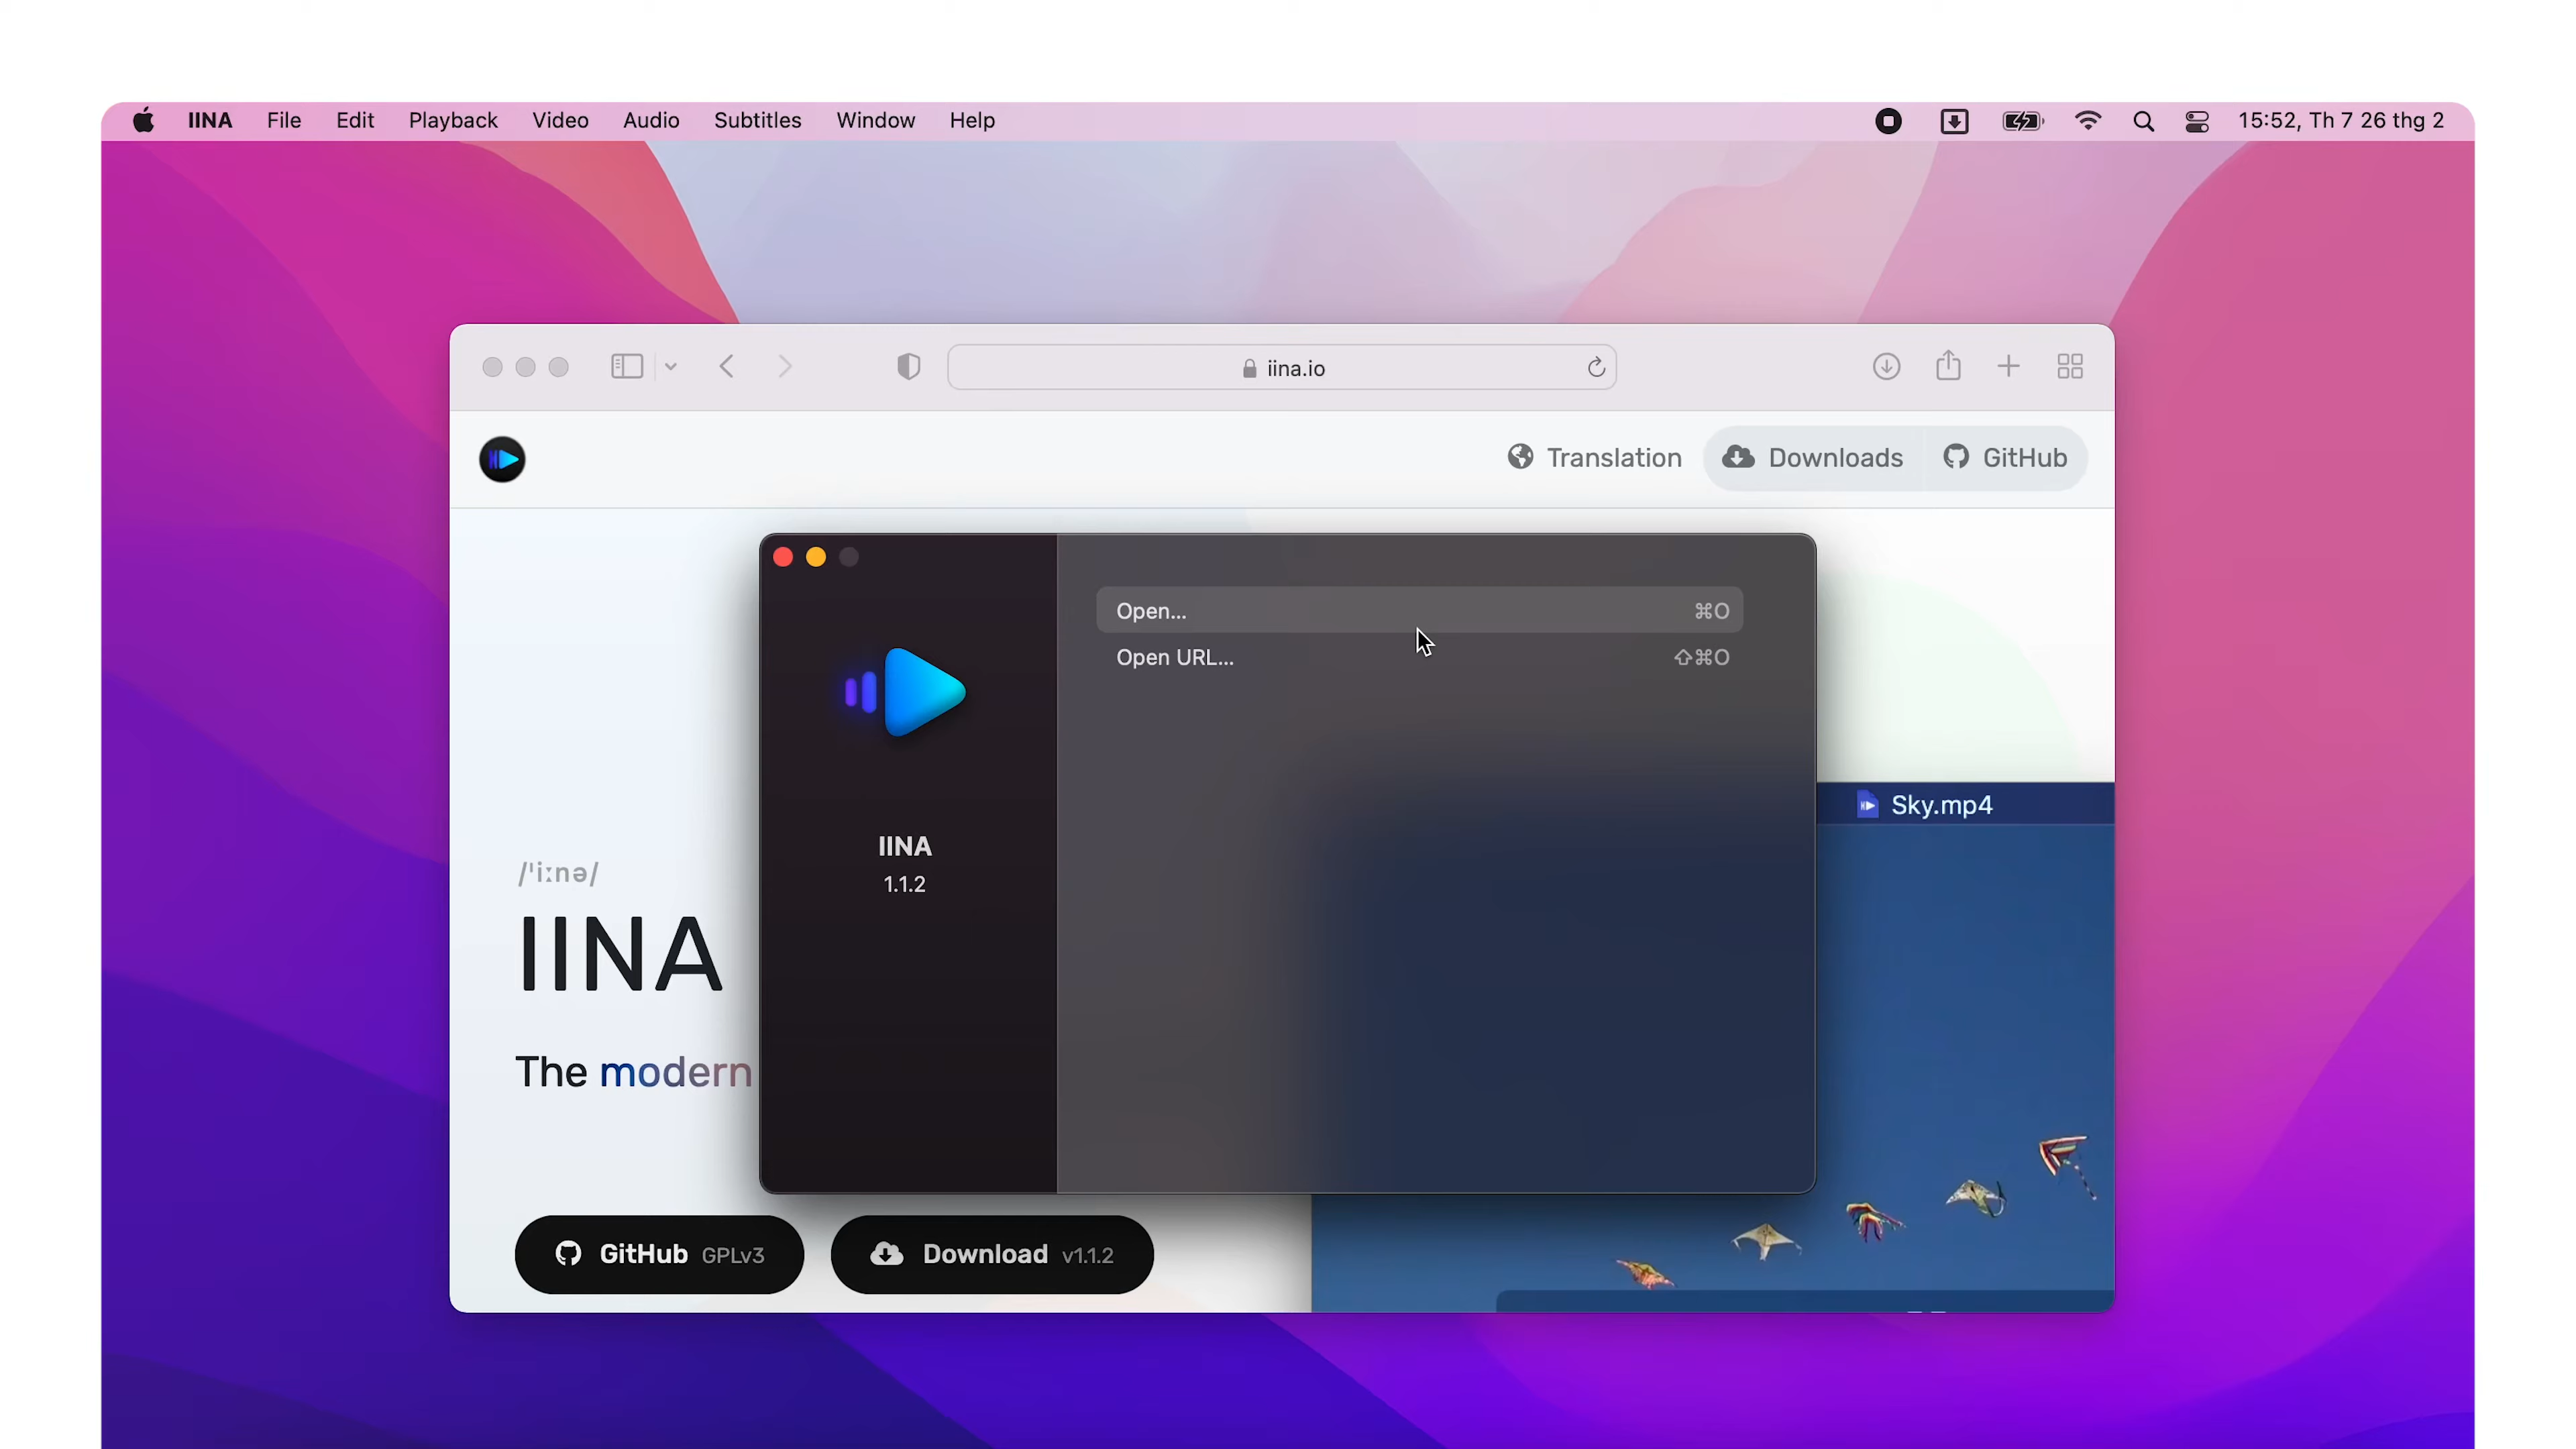 IINA File Edit Playback Video Audio Subtitles Window Help 15:52, Th 7 26 thg 2
iina.io
Translation Downloads GitHub
Open... ⌘O
Open URL... ⇧⌘O
IINA
1.1.2
Sky.mp4
/ˈiːnə/
IINA
The modern
GitHub GPLv3
Download v1.1.2